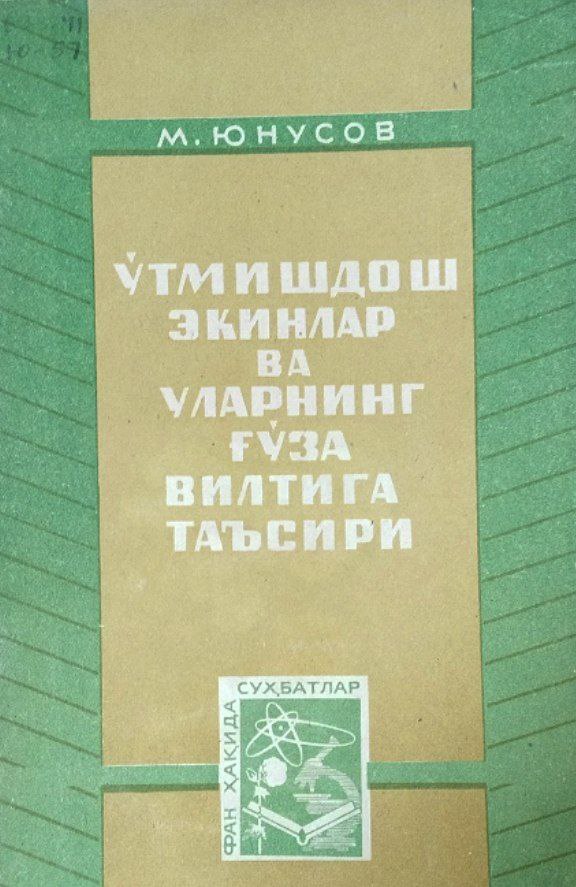 М. ЮНУСОВ
ЎТМИШДОШ
ЭКИНЛАР
ВА
УЛАРНИНГ
ҒЎЗА
ВИЛТИГА
ТАЪСИРИ
ФАН ҲАҚИДА
СУҲБАТЛАР